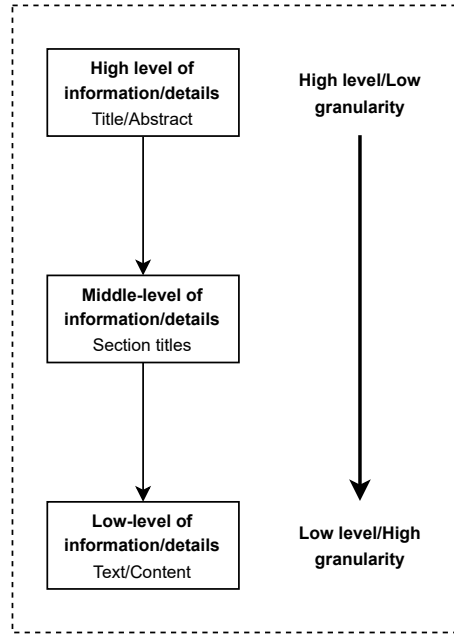 High level of
information/details
Title/Abstract
High level/Low
granularity
Middle-level of
information/details
Section titles
Low-level of
information/details
Text/Content
Low level/High
granularity